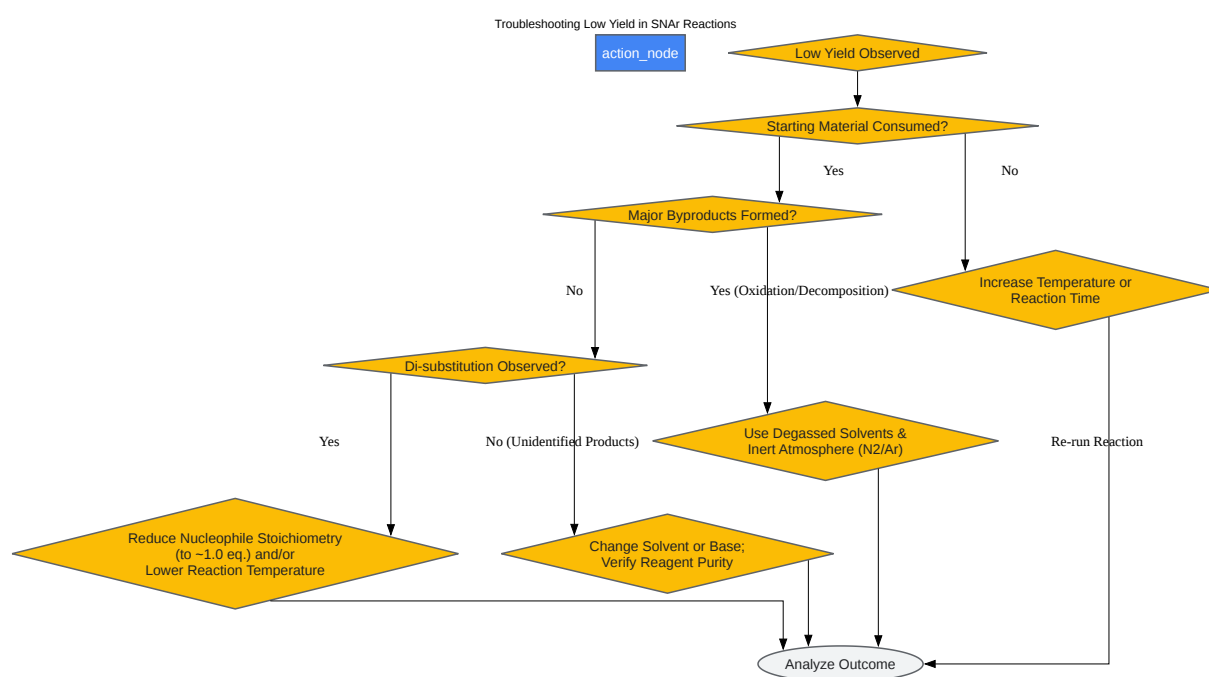 Troubleshooting Low Yield in SNAr Reactions
action_node
Low Yield Observed
Starting Material Consumed?
Yes
No
Major Byproducts Formed?
No
Yes (Oxidation/Decomposition)
Increase Temperature or
Reaction Time
Di-substitution Observed?
Yes
No (Unidentified Products)
Use Degassed Solvents &
Inert Atmosphere (N2/Ar)
Re-run Reaction
Reduce Nucleophile Stoichiometry
(to ~1.0 eq.) and/or
Lower Reaction Temperature
Change Solvent or Base;
Verify Reagent Purity
Analyze Outcome